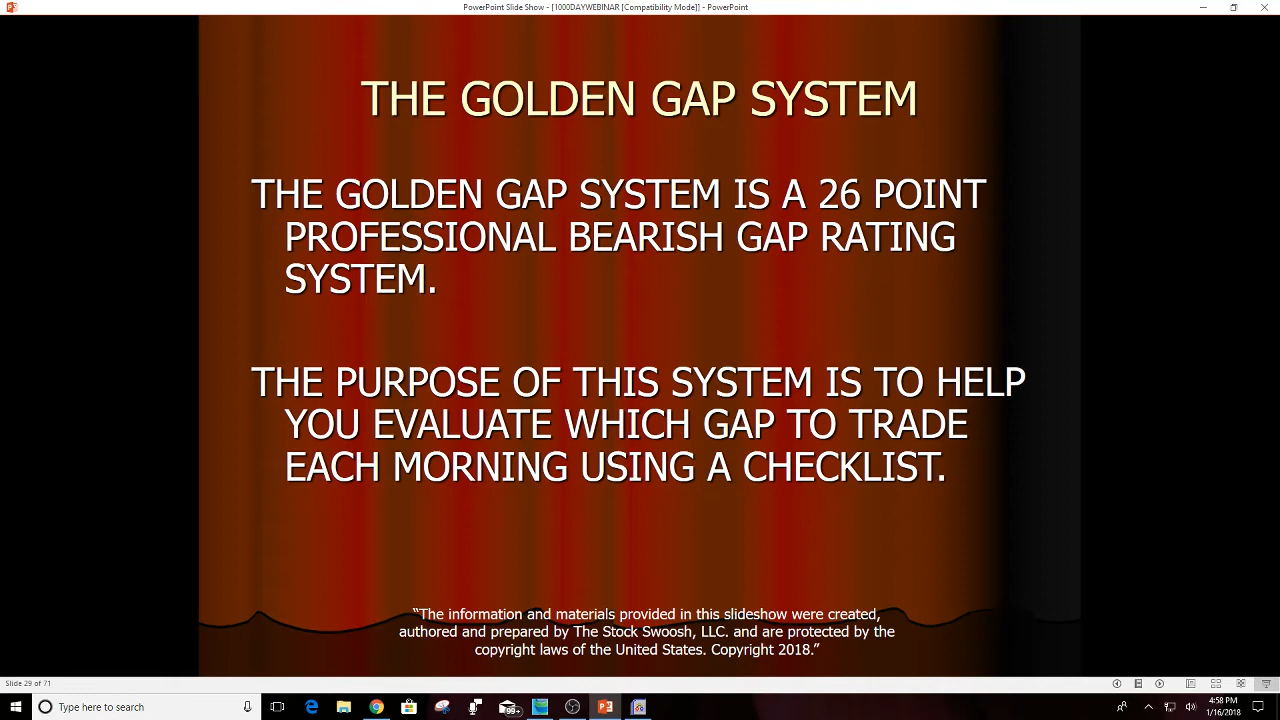 PowerPoint Slide Show - [1000DAYWEBINAR [Compatibility Mode]] - PowerPoint
THE GOLDEN GAP SYSTEM
THE GOLDEN GAP SYSTEM IS A 26 POINT
PROFESSIONAL BEARISH GAP RATING
SYSTEM.
THE PURPOSE OF THIS SYSTEM IS TO HELP
YOU EVALUATE WHICH GAP TO TRADE
EACH MORNING USING A CHECKLIST.
“The information and materials provided in this slideshow were created,
authored and prepared by The Stock Swoosh, LLC. and are protected by the
copyright laws of the United States. Copyright 2018.”
Slide 29 of 71
Type here to search
99+
4:58 PM
1/16/2018